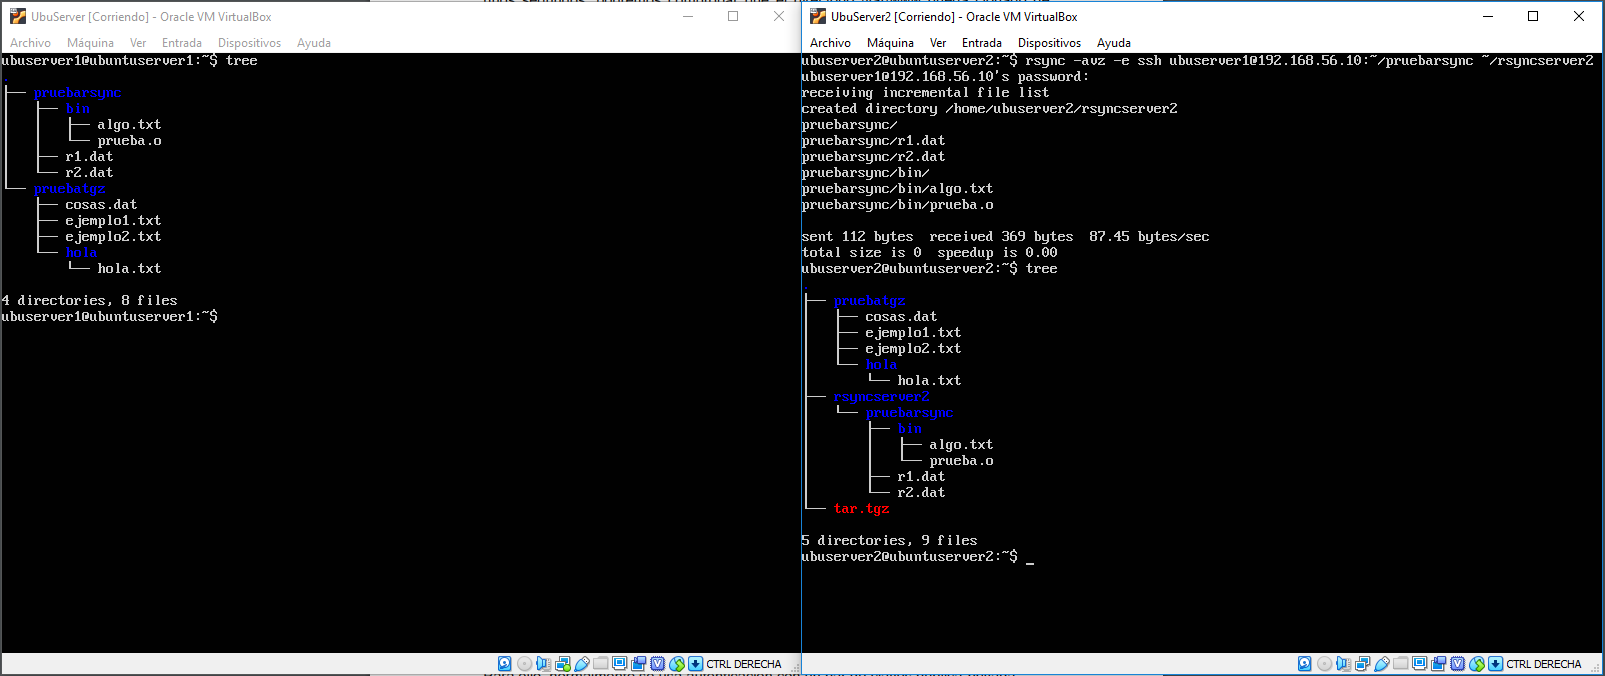 UbuServer [Corriendo] - Oracle VM VirtualBox
Archivo Máquina Ver Entrada Dispositivos Ayuda
ubuserver1@ubuntuserver1:~$ tree
.
├── pruebarsync
│   ├── bin
│   │   ├── algo.txt
│   │   └── prueba.o
│   ├── r1.dat
│   └── r2.dat
└── pruebatgz
    ├── cosas.dat
    ├── ejemplo1.txt
    ├── ejemplo2.txt
    └── hola
        └── hola.txt
4 directories, 8 files
ubuserver1@ubuntuserver1:~$
CTRL DERECHA
UbuServer2 [Corriendo] - Oracle VM VirtualBox
Archivo Máquina Ver Entrada Dispositivos Ayuda
ubuserver2@ubuntuserver2:~$ rsync -avz -e ssh ubuserver1@192.168.56.10:~/pruebarsync ~/rsyncserver2
ubuserver1@192.168.56.10's password:
receiving incremental file list
created directory /home/ubuserver2/rsyncserver2
pruebarsync/
pruebarsync/r1.dat
pruebarsync/r2.dat
pruebarsync/bin/
pruebarsync/bin/algo.txt
pruebarsync/bin/prueba.o
sent 112 bytes  received 369 bytes  87.45 bytes/sec
total size is 0  speedup is 0.00
ubuserver2@ubuntuserver2:~$ tree
.
├── pruebatgz
│   ├── cosas.dat
│   ├── ejemplo1.txt
│   ├── ejemplo2.txt
│   └── hola
│       └── hola.txt
├── rsyncserver2
│   └── pruebarsync
│       ├── bin
│       │   ├── algo.txt
│       │   └── prueba.o
│       ├── r1.dat
│       └── r2.dat
└── tar.tgz
5 directories, 9 files
ubuserver2@ubuntuserver2:~$ _
CTRL DERECHA